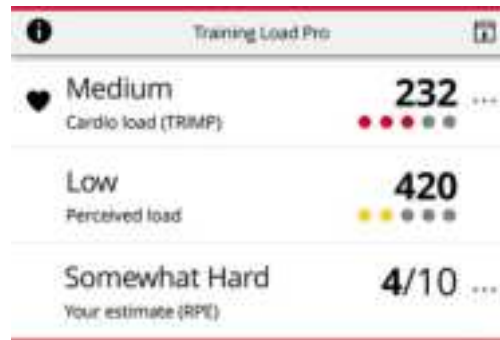 Training Load Pro
Medium
232 ...
Cardio load (TRIMP)
Low
420
Perceived load
Somewhat Hard
4/10 ...
Your estimate (RPE)